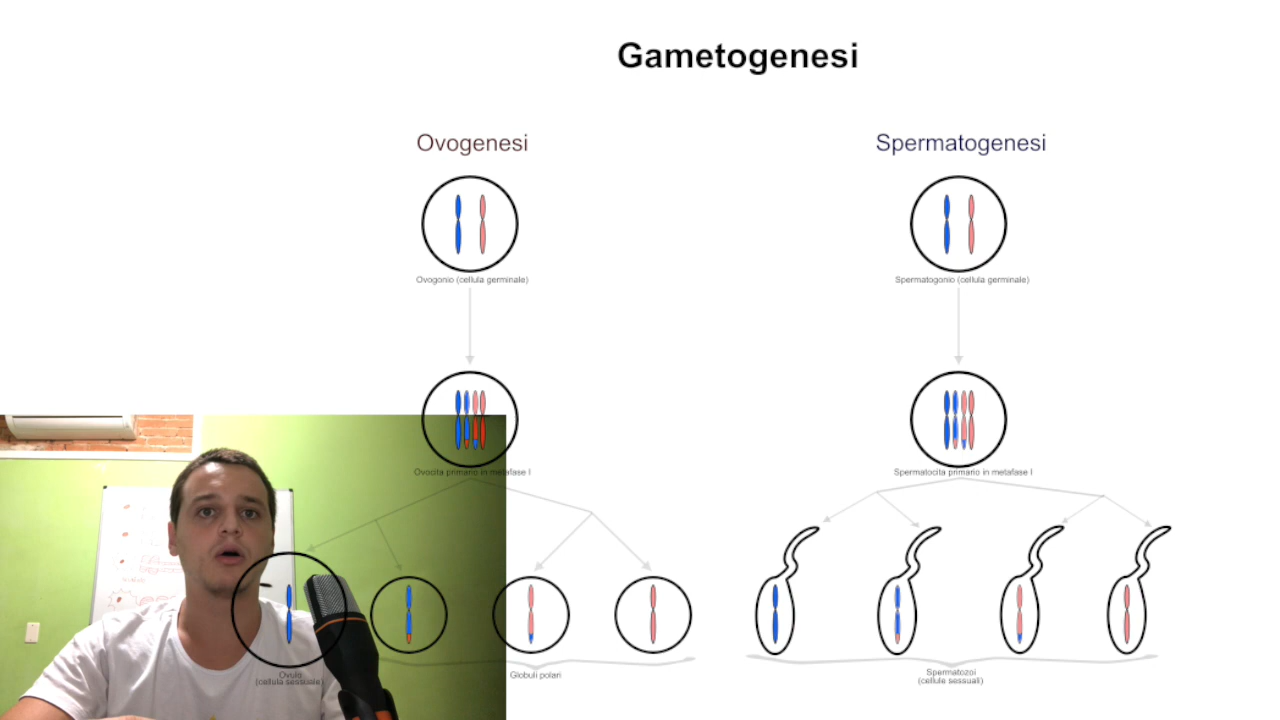 Gametogenesi
Ovogenesi
Spermatogenesi
Ovogonio (cellula germinale)
Spermatogonio (cellula germinale)
Ovocita primario in metafase I
Spermatocita primario in metafase I
Ovulo
(cellula sessuale)
Globuli polari
Spermatozoi
(cellule sessuali)